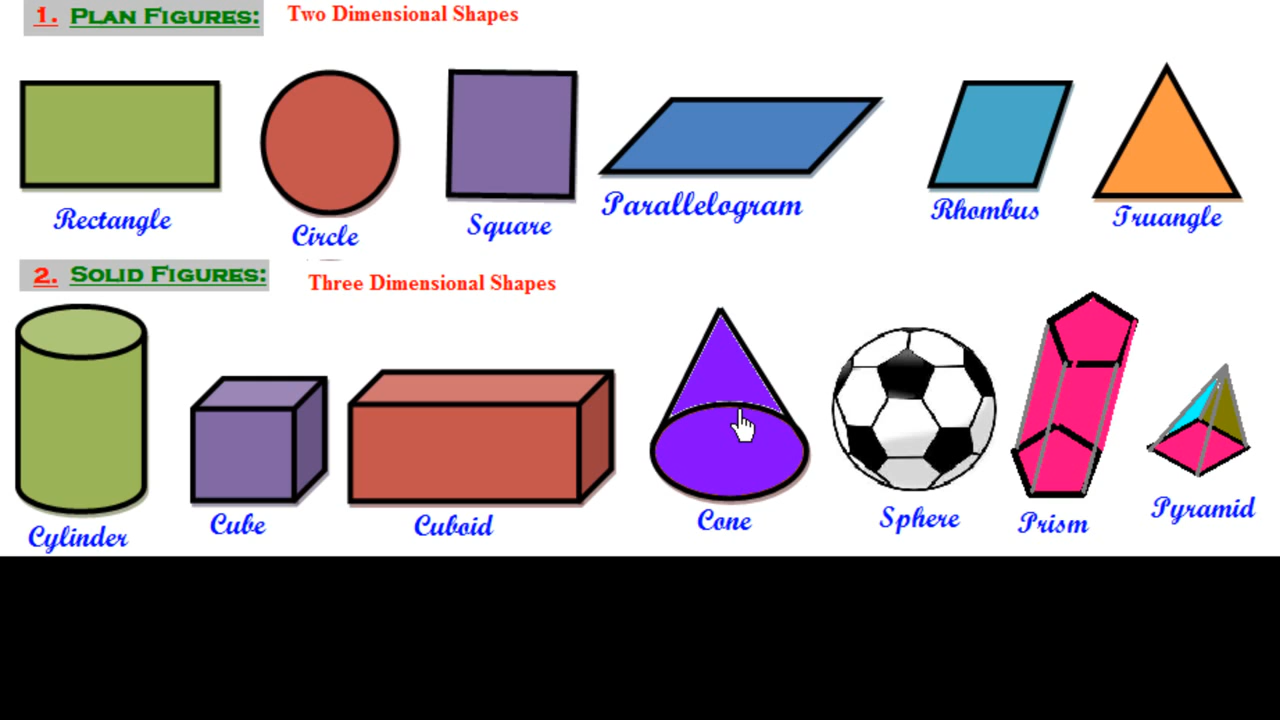 1. PLAN FIGURES: Two Dimensional Shapes
Rectangle Circle Square Parallelogram Rhombus Truangle
2. SOLID FIGURES: Three Dimensional Shapes
Cylinder Cube Cuboid Cone Sphere Prism Pyramid